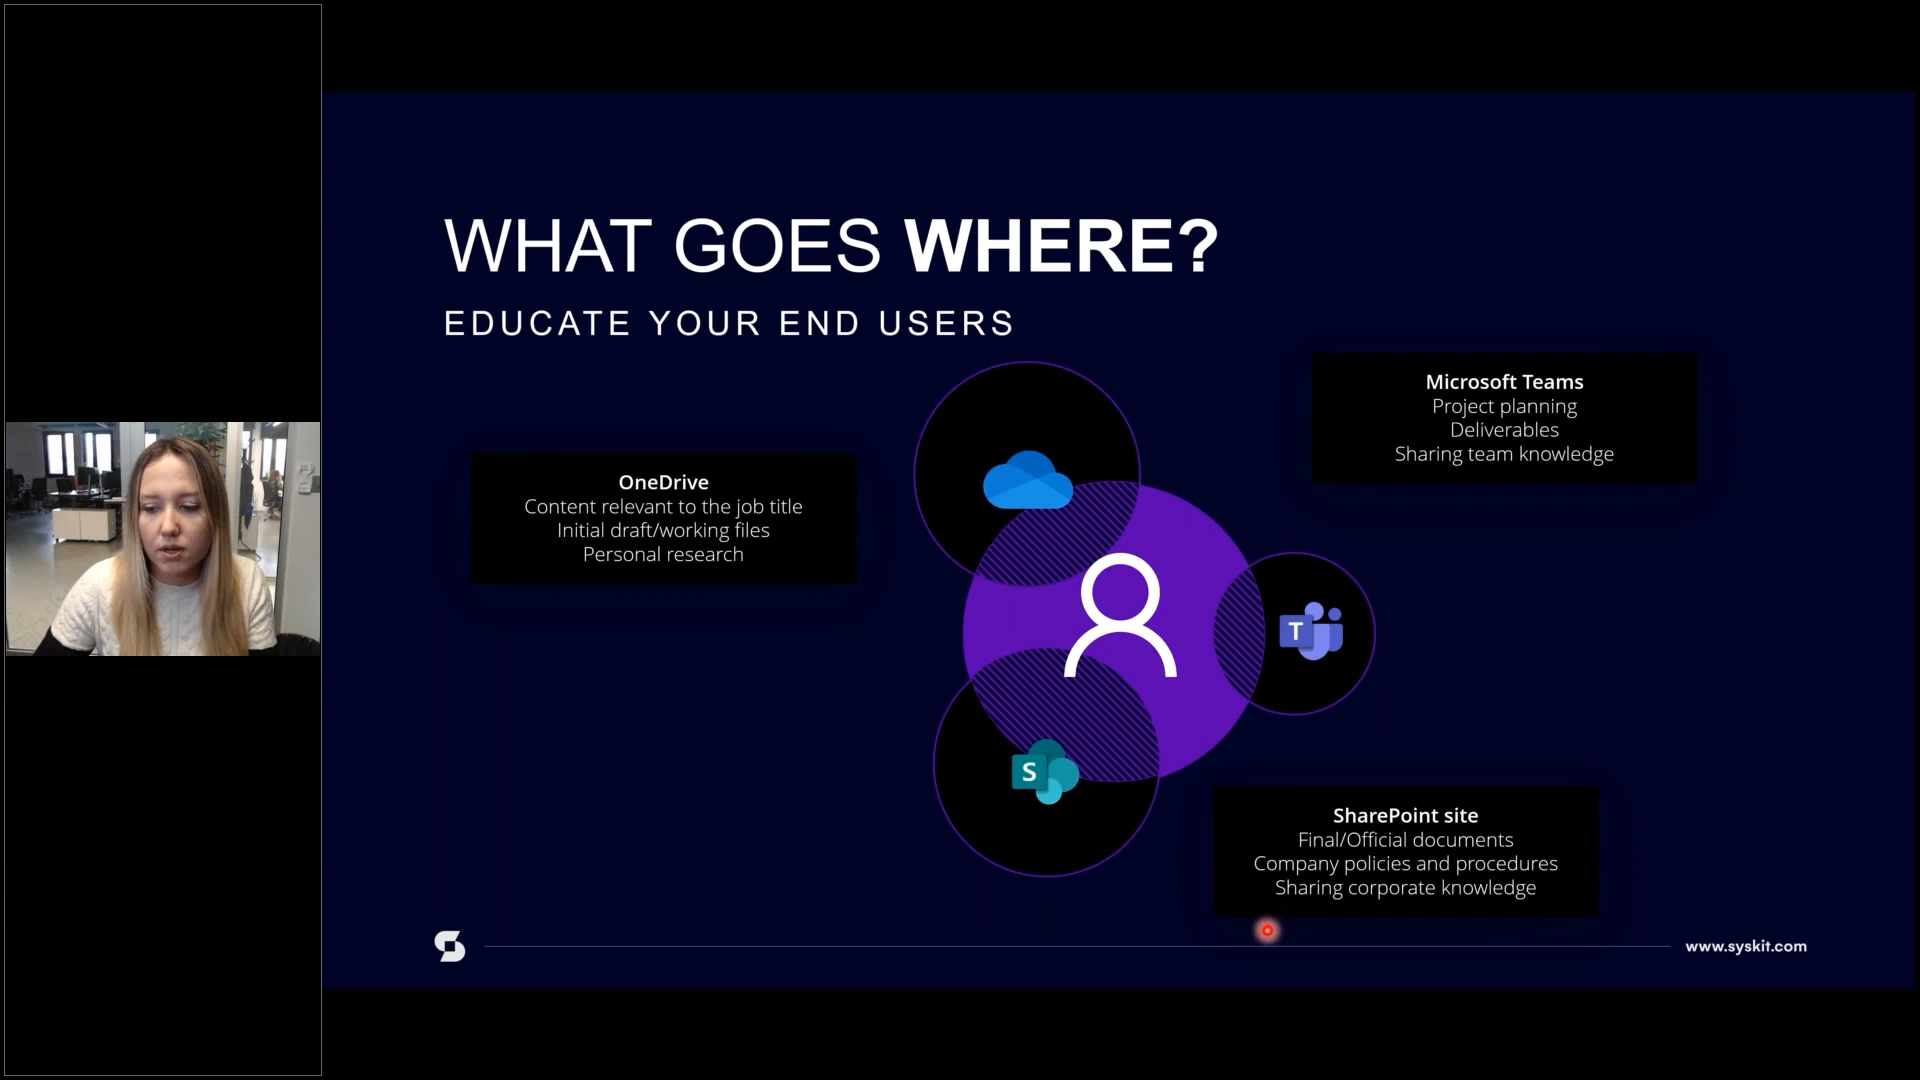 WHAT GOES WHERE?
EDUCATE YOUR END USERS
Microsoft Teams
Project planning
Deliverables
Sharing team knowledge
OneDrive
Content relevant to the job title
Initial draft/working files
Personal research
T
S
SharePoint site
Final/Official documents
Company policies and procedures
Sharing corporate knowledge
www.syskit.com